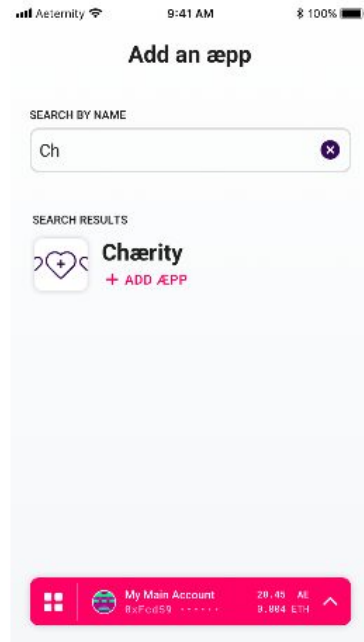 Aeternity 9:41 AM 100%
Add an æpp
SEARCH BY NAME
Ch
SEARCH RESULTS
Chærity
+ ADD ÆPP
My Main Account 20.45 AE
0xFcd59 ······ 0.004 ETH